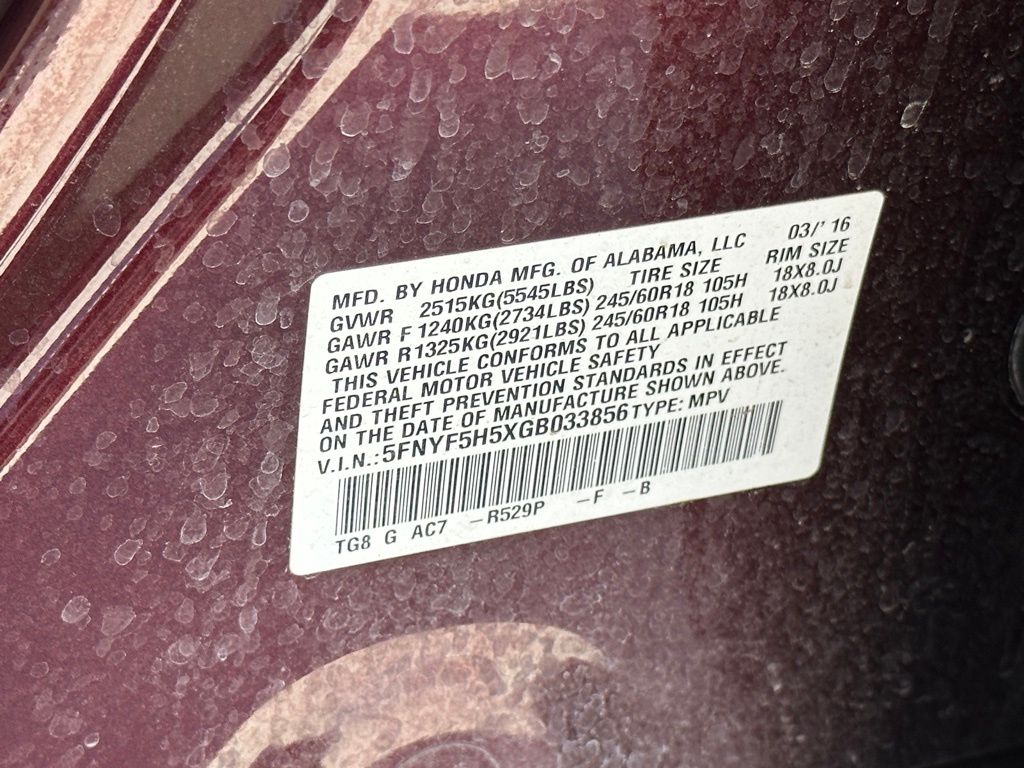 MFD. BY HONDA MFG. OF ALABAMA, LLC 03/' 16
GVWR 2515KG(5545LBS) TIRE SIZE RIM SIZE
GAWR F 1240KG(2734LBS) 245/60R18 105H 18X8.0J
GAWR R 1325KG(2921LBS) 245/60R18 105H 18X8.0J
THIS VEHICLE CONFORMS TO ALL APPLICABLE
FEDERAL MOTOR VEHICLE SAFETY
AND THEFT PREVENTION STANDARDS IN EFFECT
ON THE DATE OF MANUFACTURE SHOWN ABOVE.
V.I.N.:5FNYF5H5XGB033856 TYPE: MPV
TG8 G AC7 -R529P -F -B